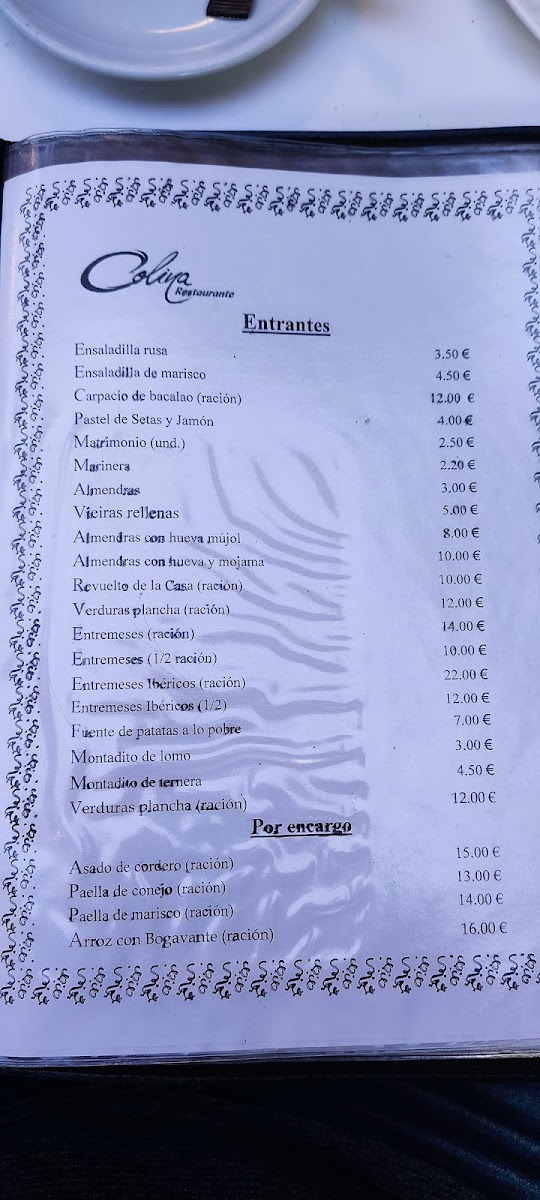 Colina
Restaurante
Entrantes
Ensaladilla rusa 3.50 €
Ensaladilla de marisco 4.50 €
Carpacio de bacalao (ración) 12.00 €
Pastel de Setas y Jamón 4.00 €
Matrimonio (und.) 2.50 €
Marinera 2.20 €
Almendras 3.00 €
Vieiras rellenas 5.00 €
Almendras con hueva mújol 8.00 €
Almendras con hueva y mojama 10.00 €
Revuelto de la Casa (ración) 10.00 €
Verduras plancha (ración) 12.00 €
Entremeses (ración) 14.00 €
Entremeses (1/2 ración) 10.00 €
Entremeses Ibéricos (ración) 22.00 €
Entremeses Ibéricos (1/2) 12.00 €
Fuente de patatas a lo pobre 7.00 €
Montadito de lomo 3.00 €
Montadito de ternera 4.50 €
Verduras plancha (ración) 12.00 €
Por encargo
Asado de cordero (ración) 15.00 €
Paella de conejo (ración) 13.00 €
Paella de marisco (ración) 14.00 €
Arroz con Bogavante (ración) 16.00 €